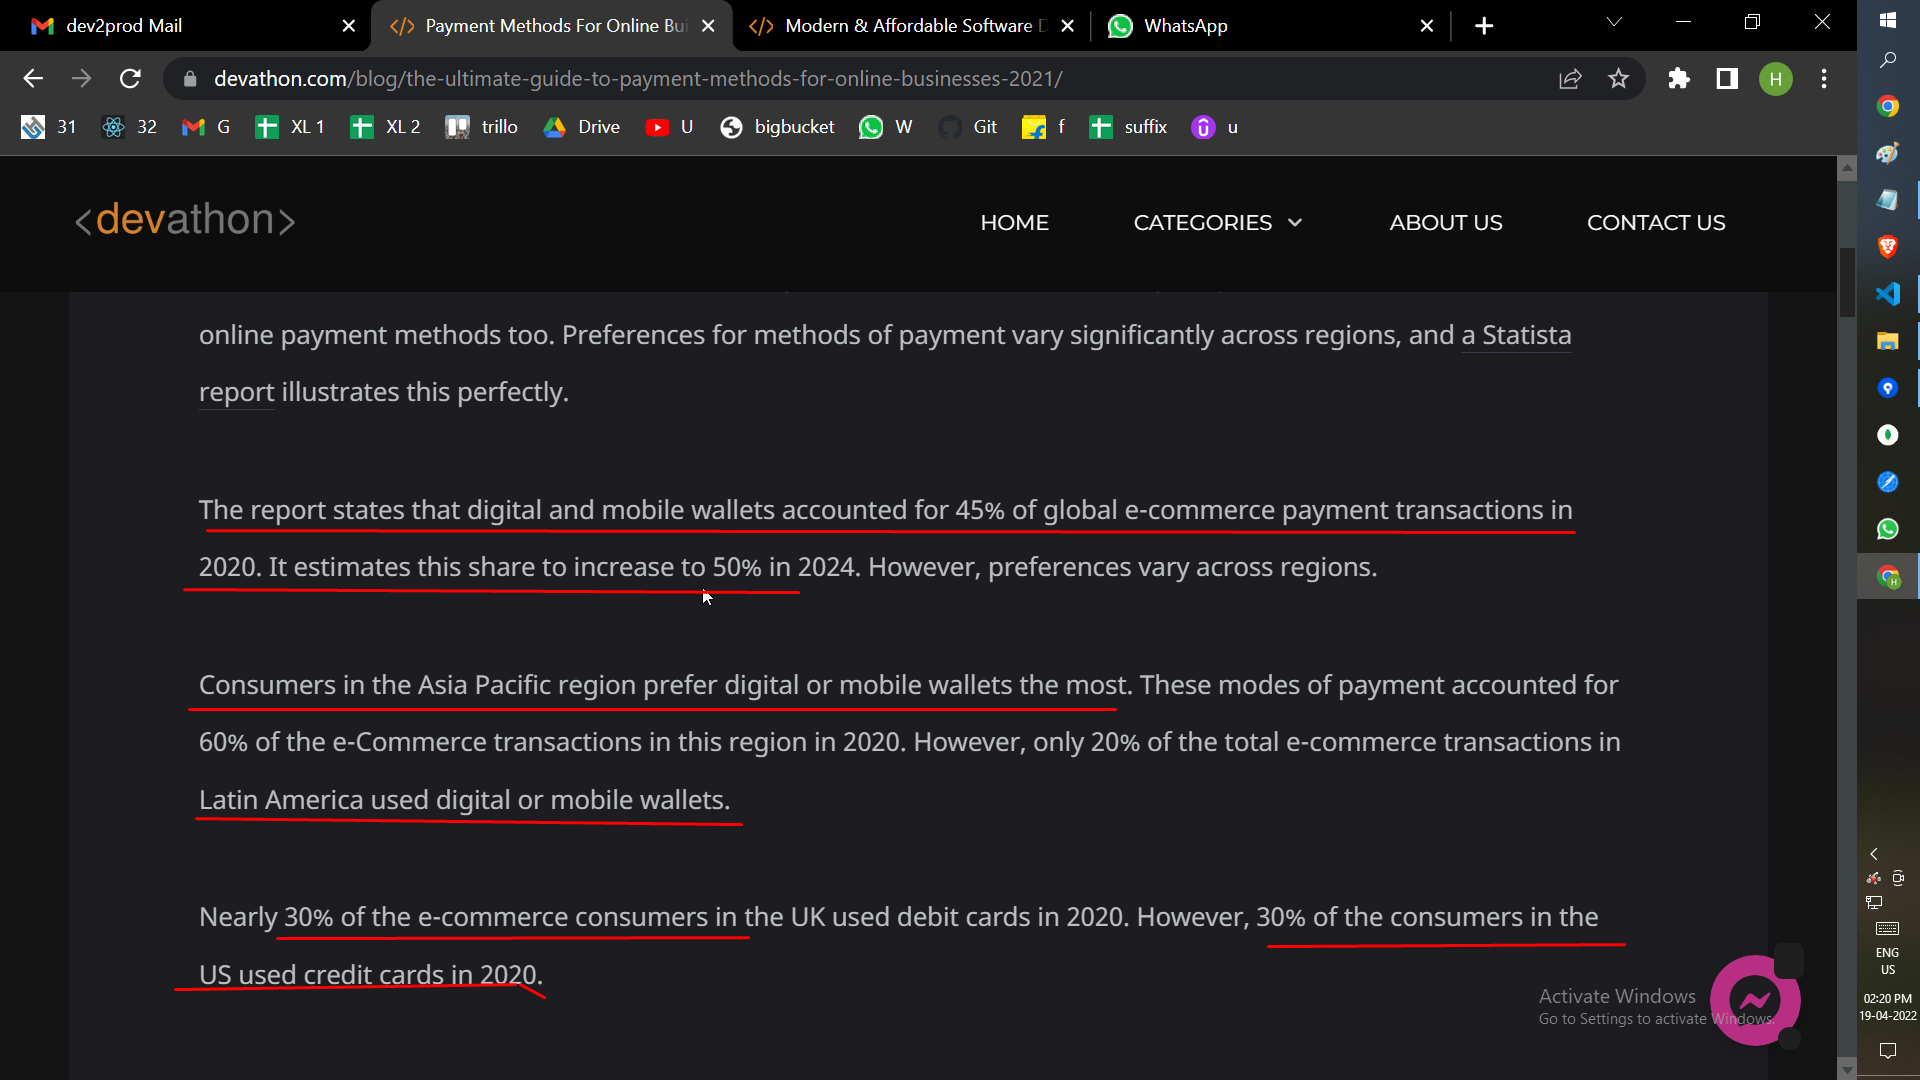 dev2prod Mail
Payment Methods For Online Bu
Modern & Affordable Software D
WhatsApp
devathon.com/blog/the-ultimate-guide-to-payment-methods-for-online-businesses-2021/
H
31
32
G
XL 1
XL 2
trillo
Drive
U
bigbucket
W
Git
f
suffix
u
<devathon>
HOME
CATEGORIES
ABOUT US
CONTACT US
online payment methods too. Preferences for methods of payment vary significantly across regions, and a Statista
report illustrates this perfectly.
The report states that digital and mobile wallets accounted for 45% of global e-commerce payment transactions in
2020. It estimates this share to increase to 50% in 2024. However, preferences vary across regions.
Consumers in the Asia Pacific region prefer digital or mobile wallets the most. These modes of payment accounted for
60% of the e-Commerce transactions in this region in 2020. However, only 20% of the total e-commerce transactions in
Latin America used digital or mobile wallets.
Nearly 30% of the e-commerce consumers in the UK used debit cards in 2020. However, 30% of the consumers in the
US used credit cards in 2020.
Activate Windows
Go to Settings to activate Windows.
ENG
US
02:20 PM
19-04-2022